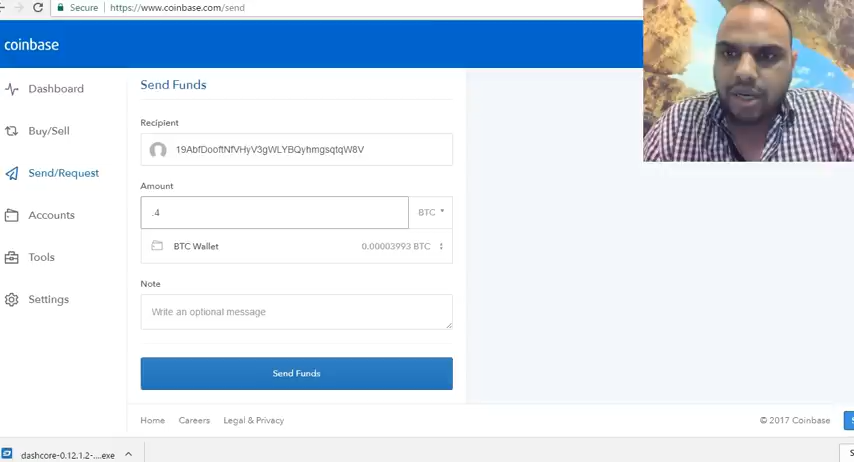 Secure https://www.coinbase.com/send
coinbase
Dashboard
Buy/Sell
Send/Request
Accounts
Tools
Settings
Send Funds
Recipient
19AbfDooftNfVHyV3gWLYBQyhmgsqtqW8V
Amount
.4 BTC
BTC Wallet 0.00003993 BTC
Note
Write an optional message
Send Funds
Home Careers Legal & Privacy
© 2017 Coinbase
dashcore-0.12.1.2-....exe